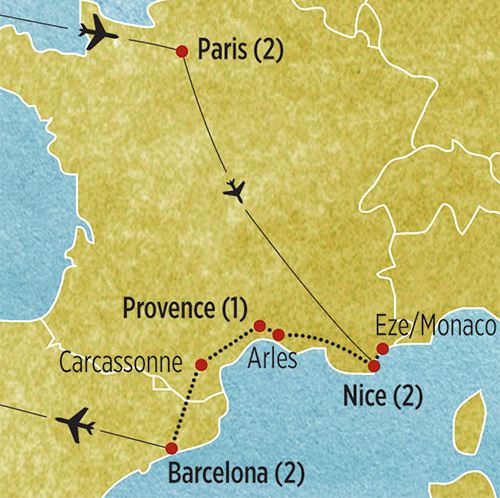 Paris (2)
Provence (1)
Eze/Monaco
Carcassonne
Arles
Nice (2)
Barcelona (2)